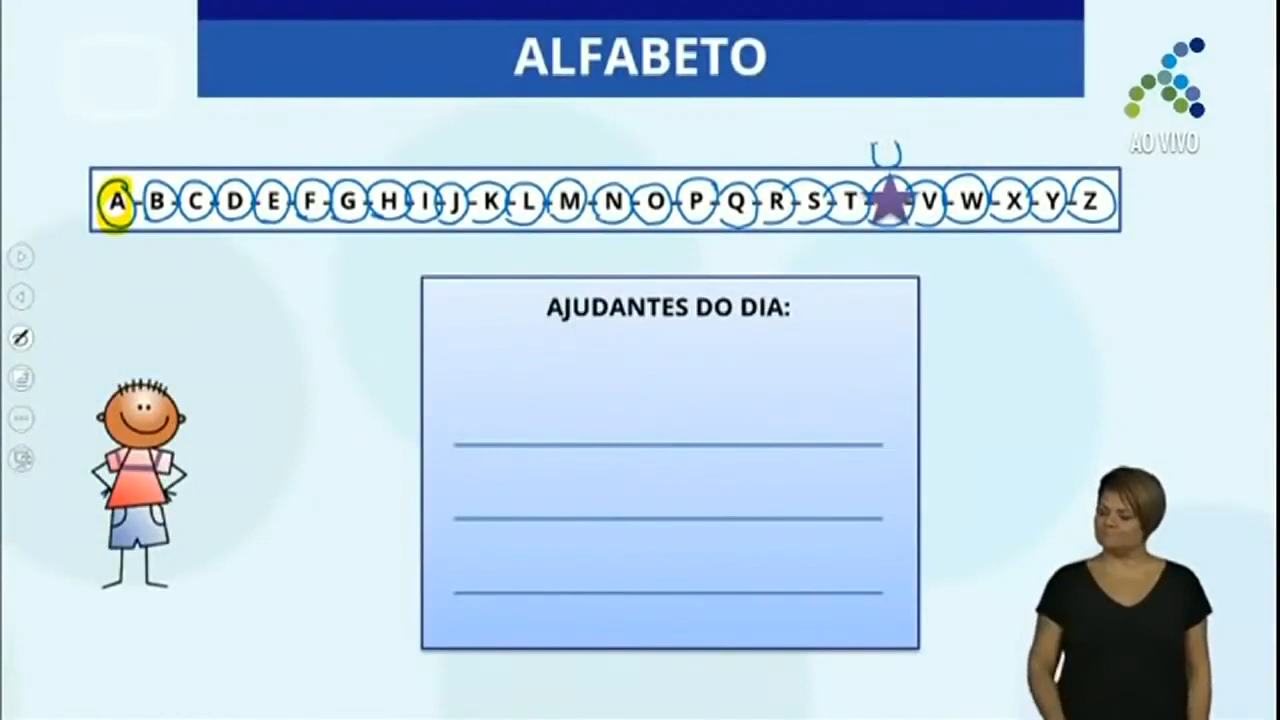 ALFABETO
AO VIVO
U
A-B-C-D-E-F-G-H-I-J-K-L-M-N-O-P-Q-R-S-T-★-V-W-X-Y-Z
AJUDANTES DO DIA: